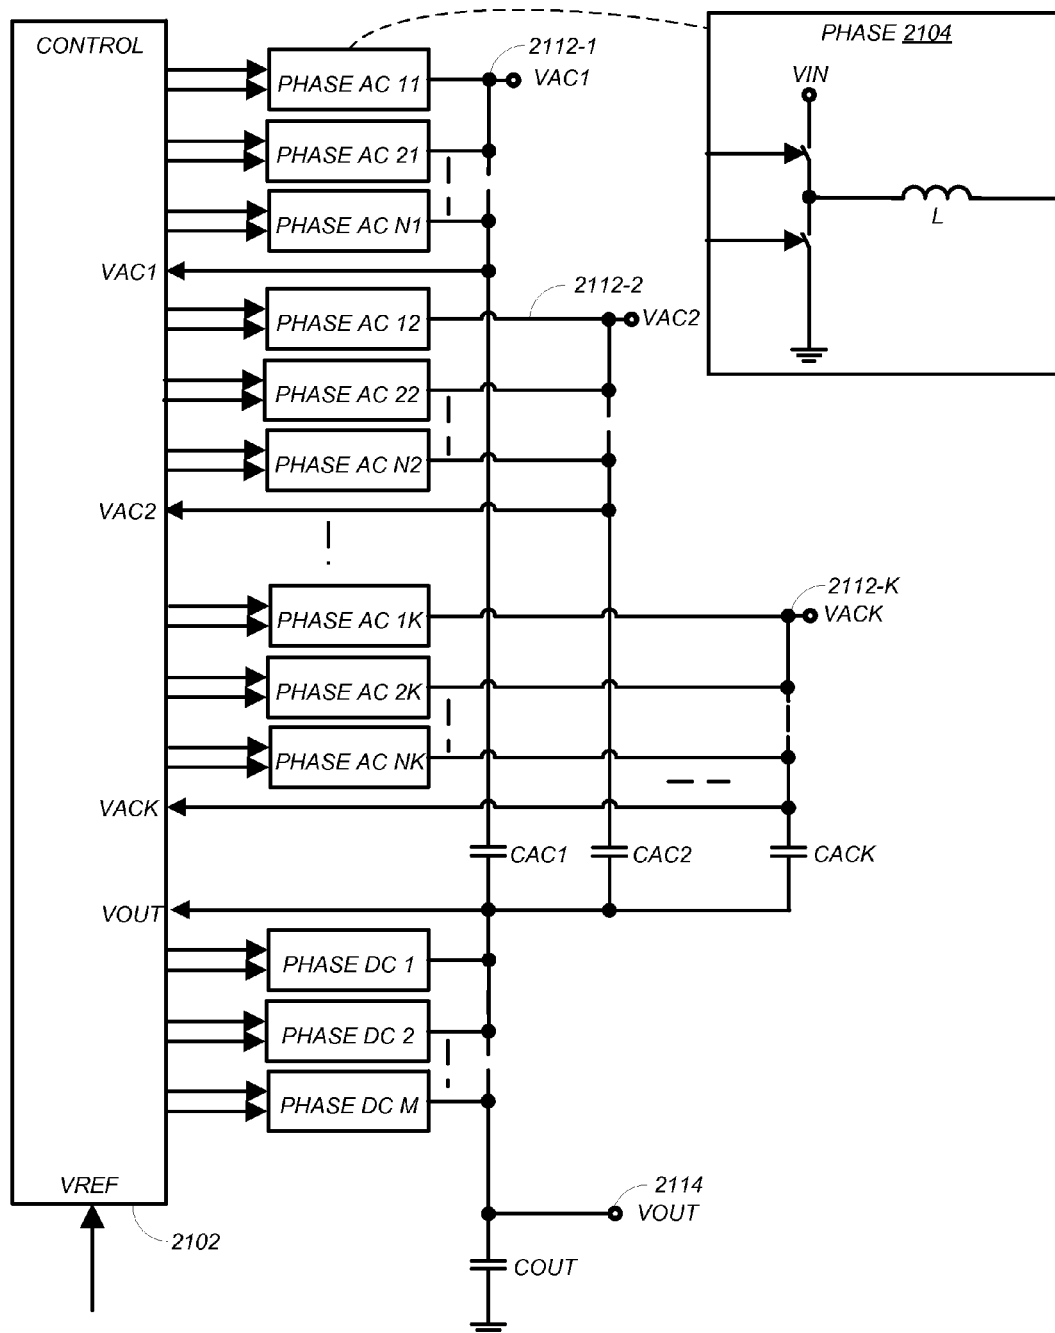 CONTROL
PHASE AC 11
2112-1
VAC1
PHASE 2104
VIN
L
PHASE AC 21
PHASE AC N1
VAC1
PHASE AC 12
2112-2
VAC2
PHASE AC 22
PHASE AC N2
VAC2
PHASE AC 1K
2112-K
VACK
PHASE AC 2K
PHASE AC NK
VACK
CAC1
CAC2
CACK
VOUT
PHASE DC 1
PHASE DC 2
PHASE DC M
VREF
2114
VOUT
2102
COUT